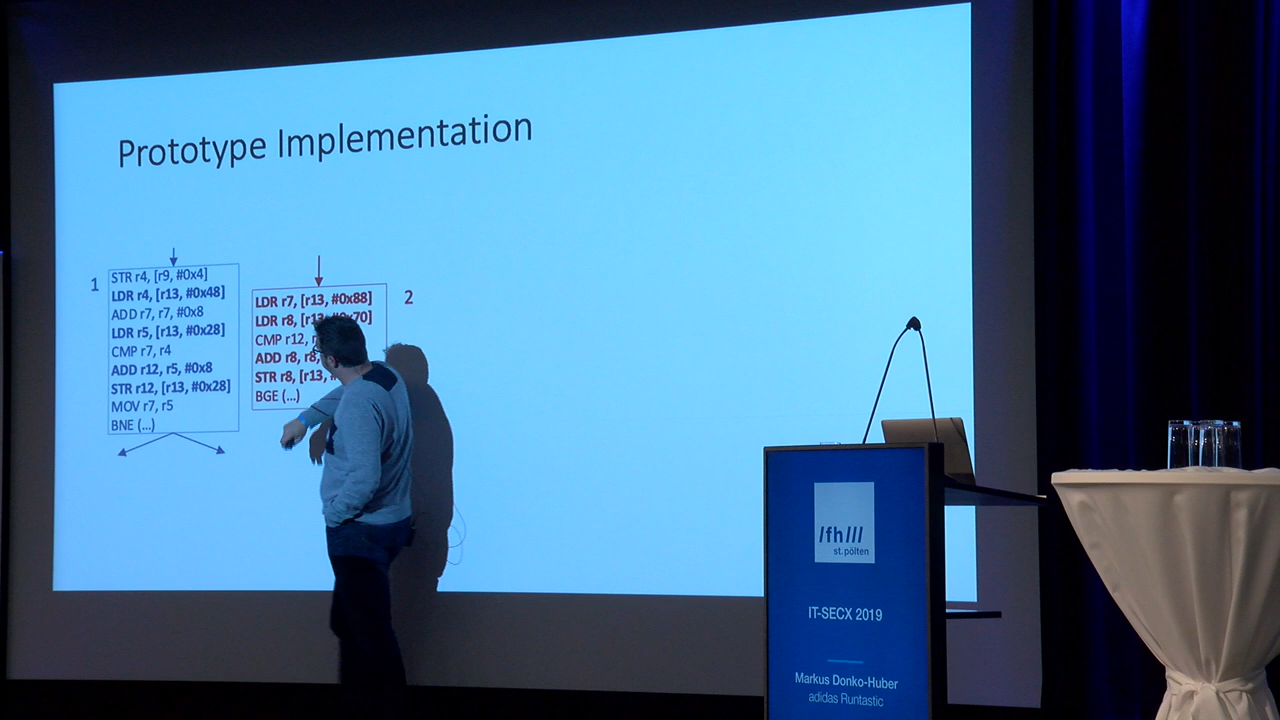 Prototype Implementation
1
STR r4, [r9, #0x4]
LDR r4, [r13, #0x48]
ADD r7, r7, #0x8
LDR r5, [r13, #0x28]
CMP r7, r4
ADD r12, r5, #0x8
STR r12, [r13, #0x28]
MOV r7, r5
BNE (...)
2
LDR r7, [r13, #0x88]
LDR r8, [r13, #0x70]
CMP r12,
ADD r8, r8,
STR r8, [r13,
BGE (...)
/fh///
st.pölten
IT-SECX 2019
Markus Donko-Huber
adidas Runtastic